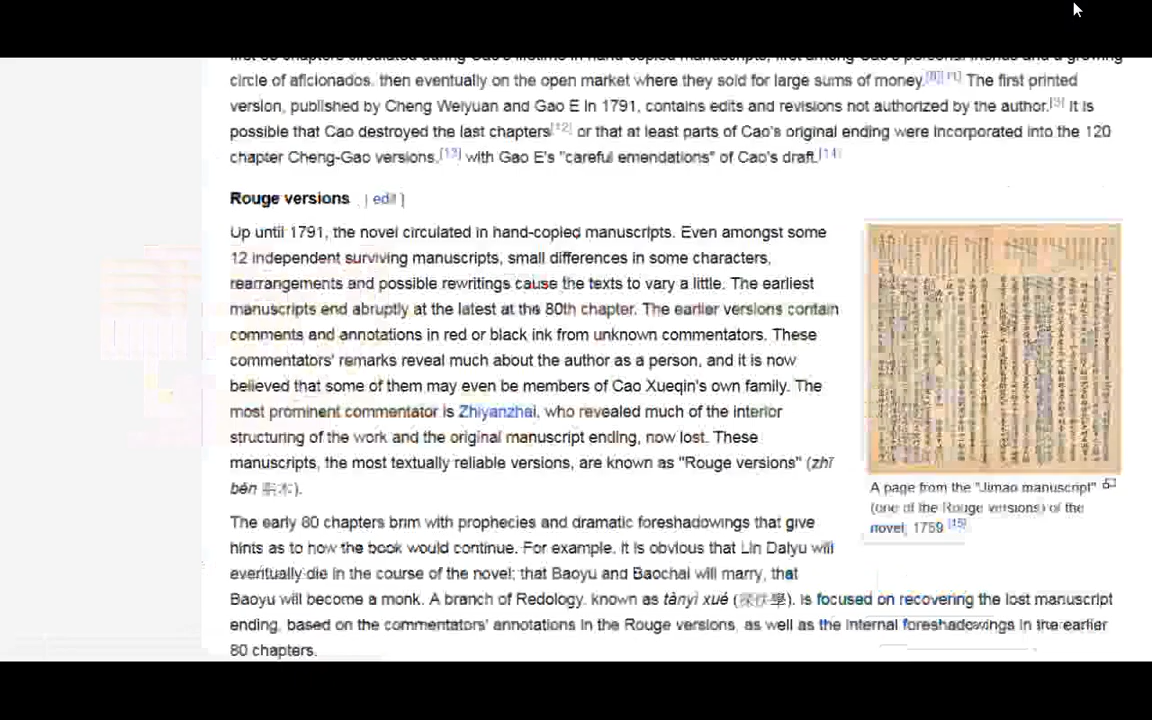 circle of aficionados, then eventually on the open market where they sold for large sums of money.[8][11] The first printed
version, published by Cheng Weiyuan and Gao E in 1791, contains edits and revisions not authorized by the author.[3] It is
possible that Cao destroyed the last chapters[12] or that at least parts of Cao's original ending were incorporated into the 120
chapter Cheng-Gao versions,[13] with Gao E's "careful emendations" of Cao's draft.[14]
Rouge versions [ edit ]
Up until 1791, the novel circulated in hand-copied manuscripts. Even amongst some
12 independent surviving manuscripts, small differences in some characters,
rearrangements and possible rewritings cause the texts to vary a little. The earliest
manuscripts end abruptly at the latest at the 80th chapter. The earlier versions contain
comments and annotations in red or black ink from unknown commentators. These
commentators' remarks reveal much about the author as a person, and it is now
believed that some of them may even be members of Cao Xueqin's own family. The
most prominent commentator is Zhiyanzhai, who revealed much of the interior
structuring of the work and the original manuscript ending, now lost. These
manuscripts, the most textually reliable versions, are known as "Rouge versions" (zhī
běn 脂本).
A page from the "Jimao manuscript"
(one of the Rouge versions) of the
novel, 1759 [15]
The early 80 chapters brim with prophecies and dramatic foreshadowings that give
hints as to how the book would continue. For example, it is obvious that Lin Daiyu will
eventually die in the course of the novel; that Baoyu and Baochai will marry, that
Baoyu will become a monk. A branch of Redology, known as tànyì xué (探佚學), is focused on recovering the lost manuscript
ending, based on the commentators' annotations in the Rouge versions, as well as the internal foreshadowings in the earlier
80 chapters.